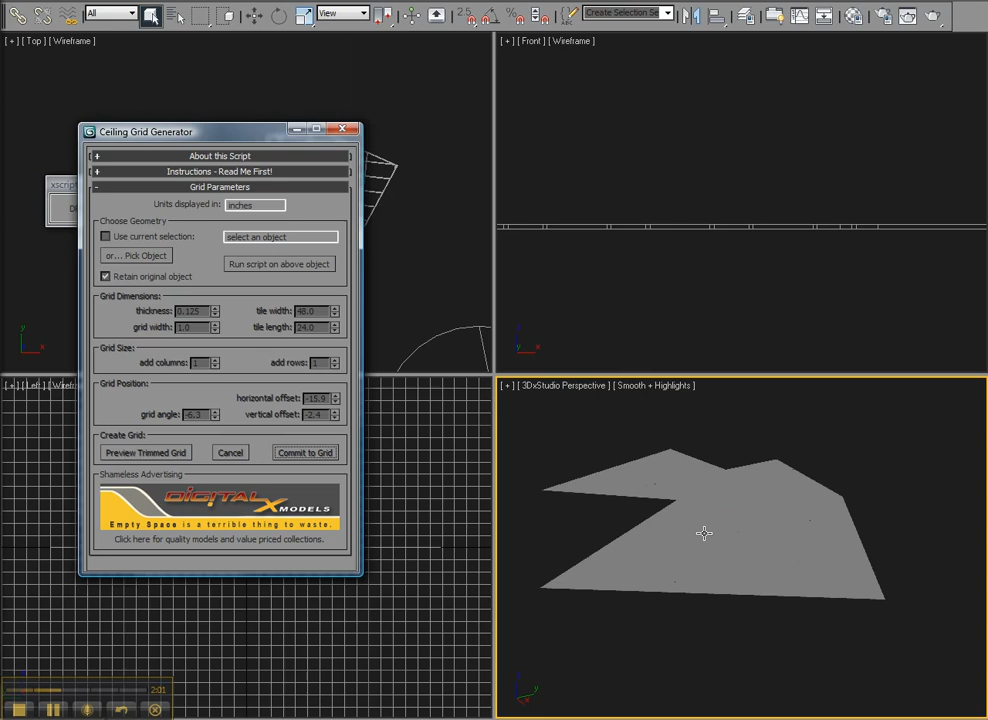 All
View
2.5
Create Selection Se
[ + ] [ Top ] [ Wireframe ]
[ + ] [ Front ] [ Wireframe ]
Ceiling Grid Generator
xscrip
+ About this Script
+ Instructions - Read Me First!
- Grid Parameters
Units displayed in: inches
Choose Geometry
Use current selection: select an object
or... Pick Object
Run script on above object
Retain original object
Grid Dimensions:
thickness: 0.125 tile width: 48.0
grid width: 1.0 tile length: 24.0
Grid Size:
add columns: 1 add rows: 1
Grid Position:
horizontal offset: -15.9
grid angle: -6.3 vertical offset: -2.4
Create Grid:
Preview Trimmed Grid Cancel Commit to Grid
Shameless Advertising
DIGITALX
MODELS
Empty Space is a terrible thing to waste.
Click here for quality models and value priced collections.
y
x
z
x
[ + ] [ Left ] [ Wirefr
[ + ] [ 3DxStudio Perspective ] [ Smooth + Highlights ]
2:01